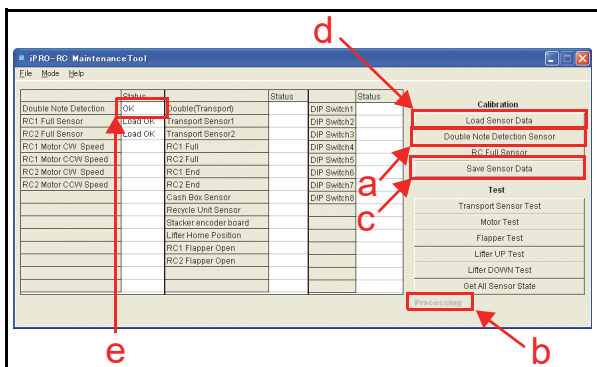 d
iPRO-RC MaintenanceTool
File Mode Help
Status Status Status
Double Note Detection OK Double(Transport) DIP Switch1
RC1 Full Sensor Load OK Transport Sensor1 DIP Switch2
RC2 Full Sensor Load OK Transport Sensor2 DIP Switch3
RC1 Motor CW Speed RC1 Full DIP Switch4
RC1 Motor CCW Speed RC2 Full DIP Switch5
RC2 Motor CW Speed RC1 End DIP Switch6
RC2 Motor CCW Speed RC2 End DIP Switch7
Cash Box Sensor DIP Switch8
Recycle Unit Sensor
Stacker encoder board
Lifter Home Position
RC1 Flapper Open
RC2 Flapper Open
Calibration
Load Sensor Data
Double Note Detection Sensor
RC Full Sensor
Save Sensor Data
a
c
Test
Transport Sensor Test
Motor Test
Flapper Test
Lifter UP Test
Lifter DOWN Test
Get All Sensor State
Processing
e
b